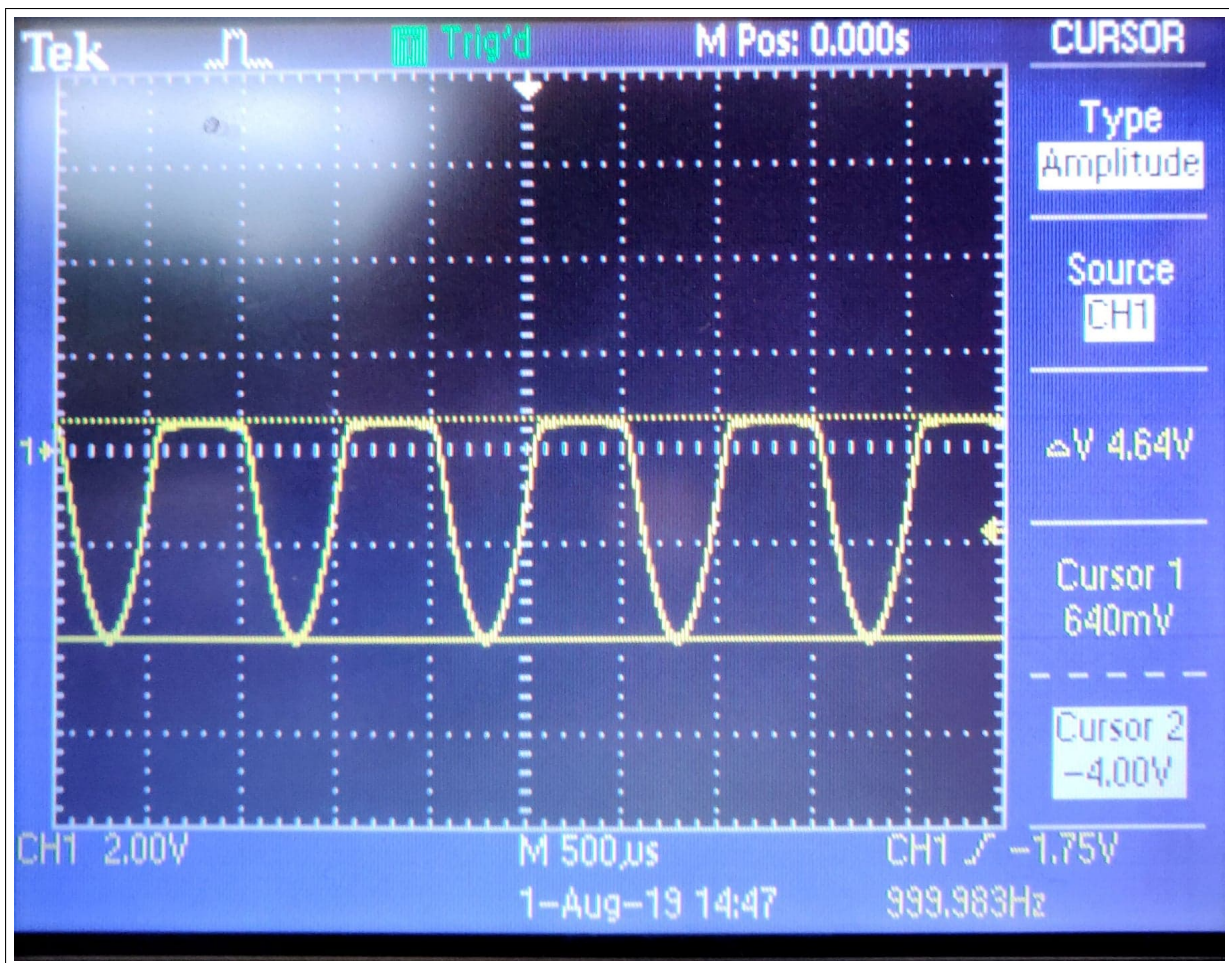 Tek Trig'd M Pos: 0.000s CURSOR
Type
Amplitude
Source
CH1
1
△V 4.64V
Cursor 1
640mV
Cursor 2
-4.00V
CH1 2.00V M 500µs CH1 -1.75V
1-Aug-19 14:47 999.983Hz